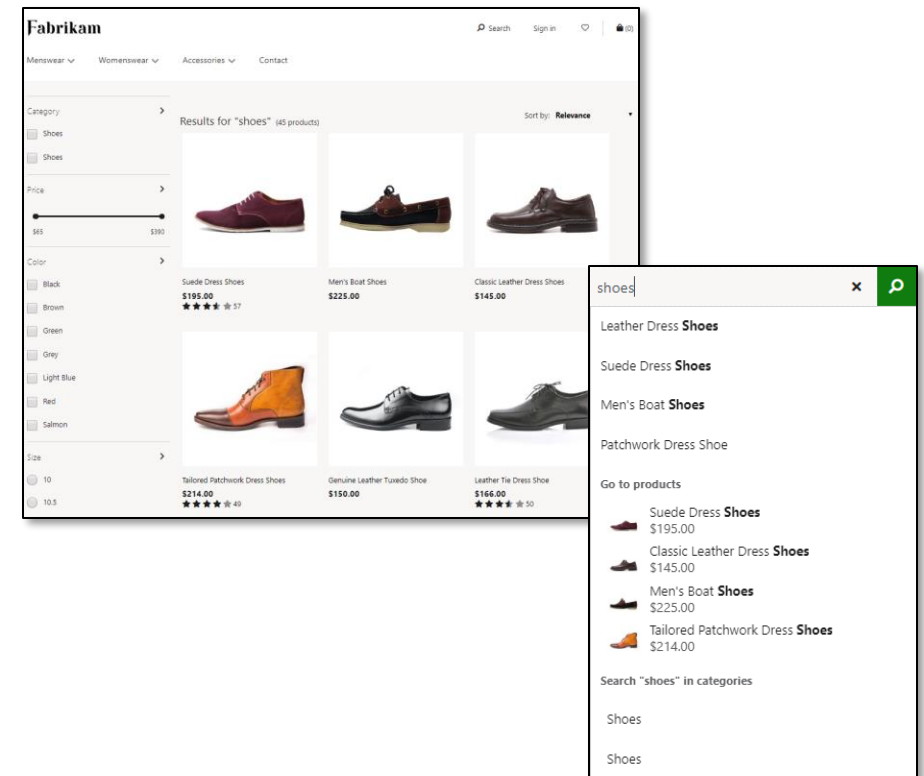 Fabrikam
Search Sign in (0)
Menswear Womenswear Accessories Contact
Category
Shoes
Shoes
Price
$65 $390
Color
Black
Brown
Green
Grey
Light Blue
Red
Salmon
Size
10
10.5
Results for "shoes" (45 products)
Sort by: Relevance
Suede Dress Shoes
$195.00
37
Men's Boat Shoes
$225.00
Classic Leather Dress Shoes
$145.00
Tailored Patchwork Dress Shoes
$214.00
49
Genuine Leather Tuxedo Shoe
$150.00
Leather Tie Dress Shoe
$166.00
50
shoes
Leather Dress Shoes
Suede Dress Shoes
Men's Boat Shoes
Patchwork Dress Shoe
Go to products
Suede Dress Shoes
$195.00
Classic Leather Dress Shoes
$145.00
Men's Boat Shoes
$225.00
Tailored Patchwork Dress Shoes
$214.00
Search "shoes" in categories
Shoes
Shoes